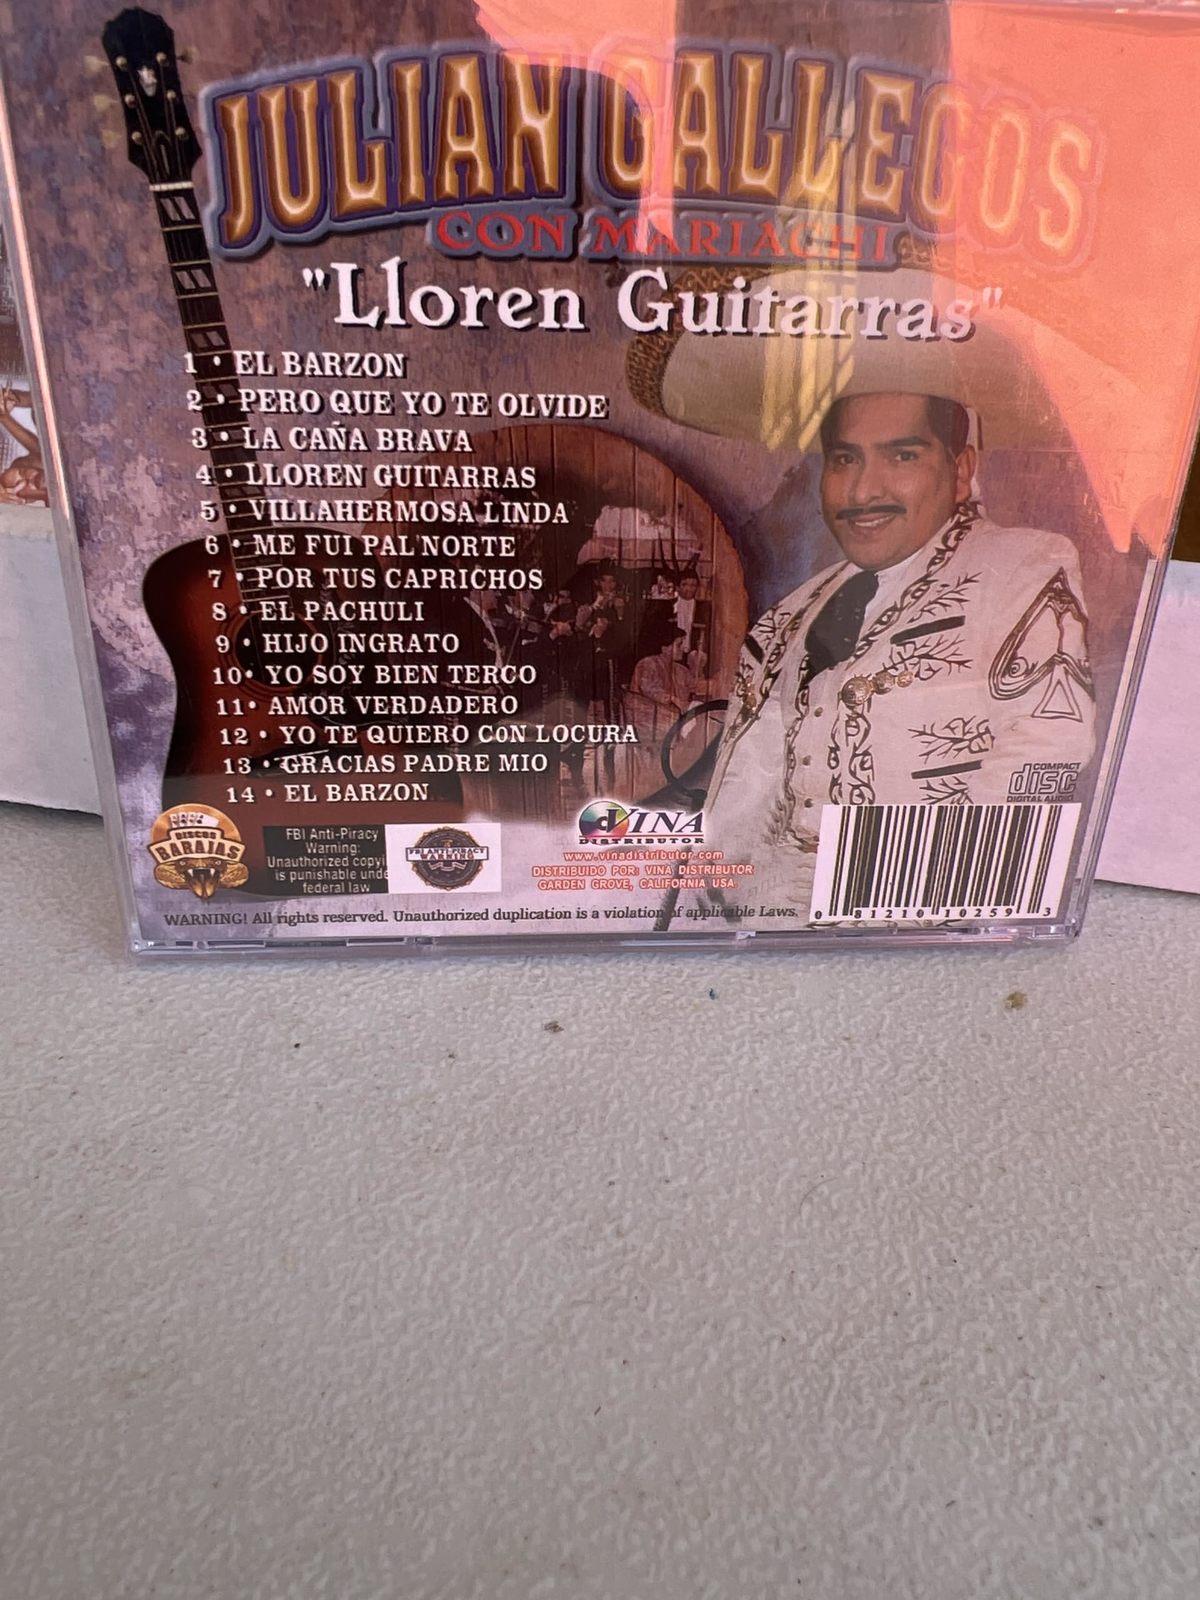 JULIAN GALLEGOS
CON MARIACHI
"Lloren Guitarras"
1 • EL BARZON
2 • PERO QUE YO TE OLVIDE
3 • LA CAÑA BRAVA
4 • LLOREN GUITARRAS
5 • VILLAHERMOSA LINDA
6 • ME FUI PAL'NORTE
7 • POR TUS CAPRICHOS
8 • EL PACHULI
9 • HIJO INGRATO
10• YO SOY BIEN TERCO
11• AMOR VERDADERO
12 • YO TE QUIERO CON LOCURA
13 • GRACIAS PADRE MIO
14 • EL BARZON
COMPACT
disc
DIGITAL AUDIO
DISCOS
BARAJAS
FBI Anti-Piracy
Warning:
Unauthorized copyi
is punishable unde
federal law
FBI ANTI-PIRACY
WARNING
VINA
DISTRIBUTOR
www.vinadistributor.com
DISTRIBUIDO POR: VINA DISTRIBUTOR
GARDEN GROVE, CALIFORNIA USA
WARNING! All rights reserved. Unauthorized duplication is a violation of applicable Laws.
0 81210 10259 3